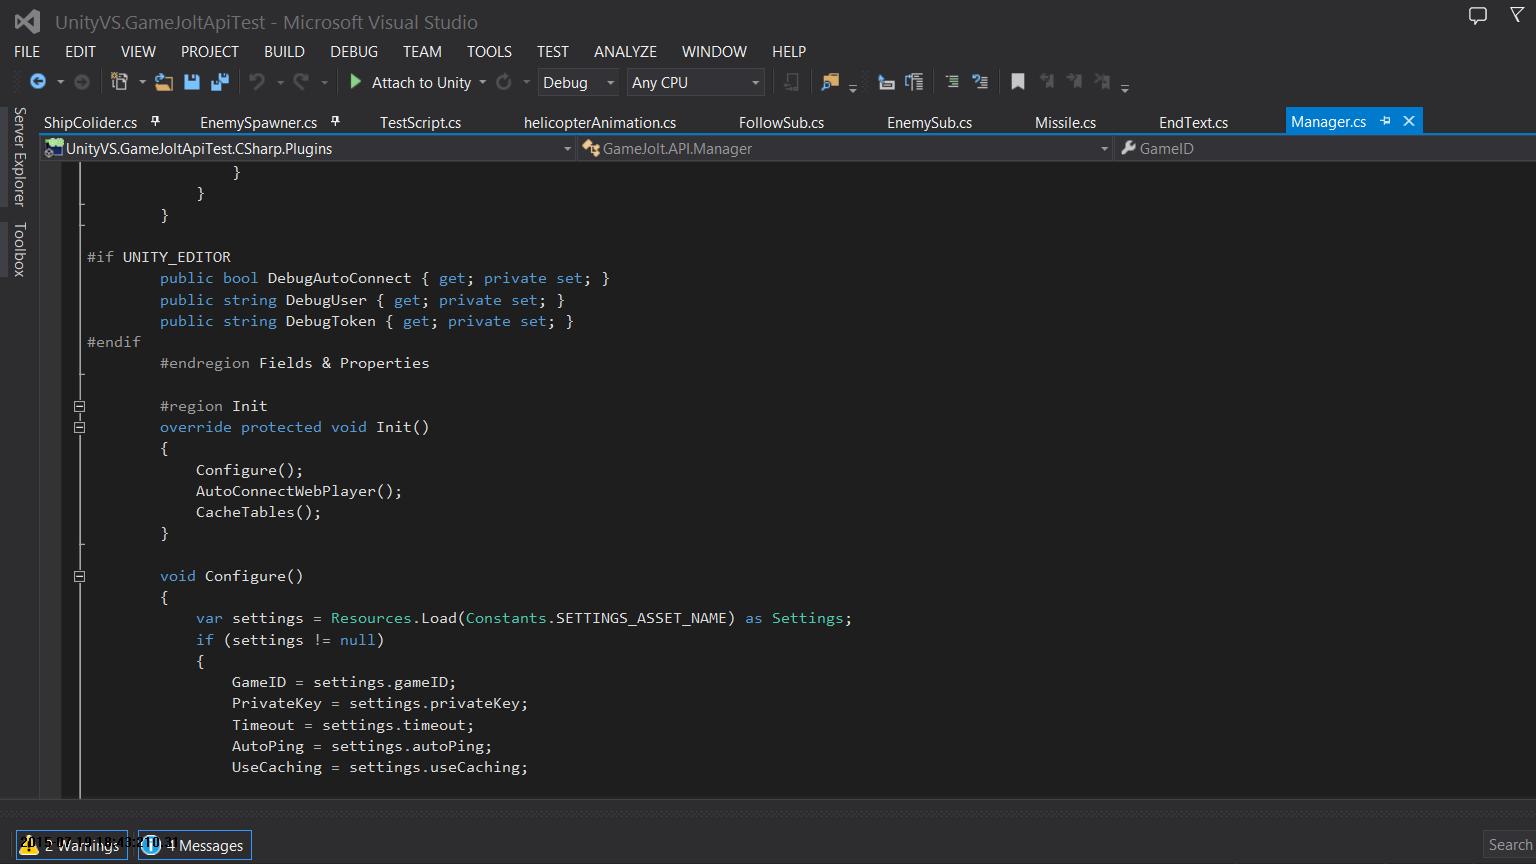 UnityVS.GameJoltApiTest - Microsoft Visual Studio
FILE EDIT VIEW PROJECT BUILD DEBUG TEAM TOOLS TEST ANALYZE WINDOW HELP
Attach to Unity Debug Any CPU
Server Explorer
Toolbox
ShipColider.cs EnemySpawner.cs TestScript.cs helicopterAnimation.cs FollowSub.cs EnemySub.cs Missile.cs EndText.cs Manager.cs
UnityVS.GameJoltApiTest.CSharp.Plugins GameJolt.API.Manager GameID
}
}
}
#if UNITY_EDITOR
public bool DebugAutoConnect { get; private set; }
public string DebugUser { get; private set; }
public string DebugToken { get; private set; }
#endif
#endregion Fields & Properties
#region Init
override protected void Init()
{
Configure();
AutoConnectWebPlayer();
CacheTables();
}
void Configure()
{
var settings = Resources.Load(Constants.SETTINGS_ASSET_NAME) as Settings;
if (settings != null)
{
GameID = settings.gameID;
PrivateKey = settings.privateKey;
Timeout = settings.timeout;
AutoPing = settings.autoPing;
UseCaching = settings.useCaching;
2 Warnings 4 Messages Search